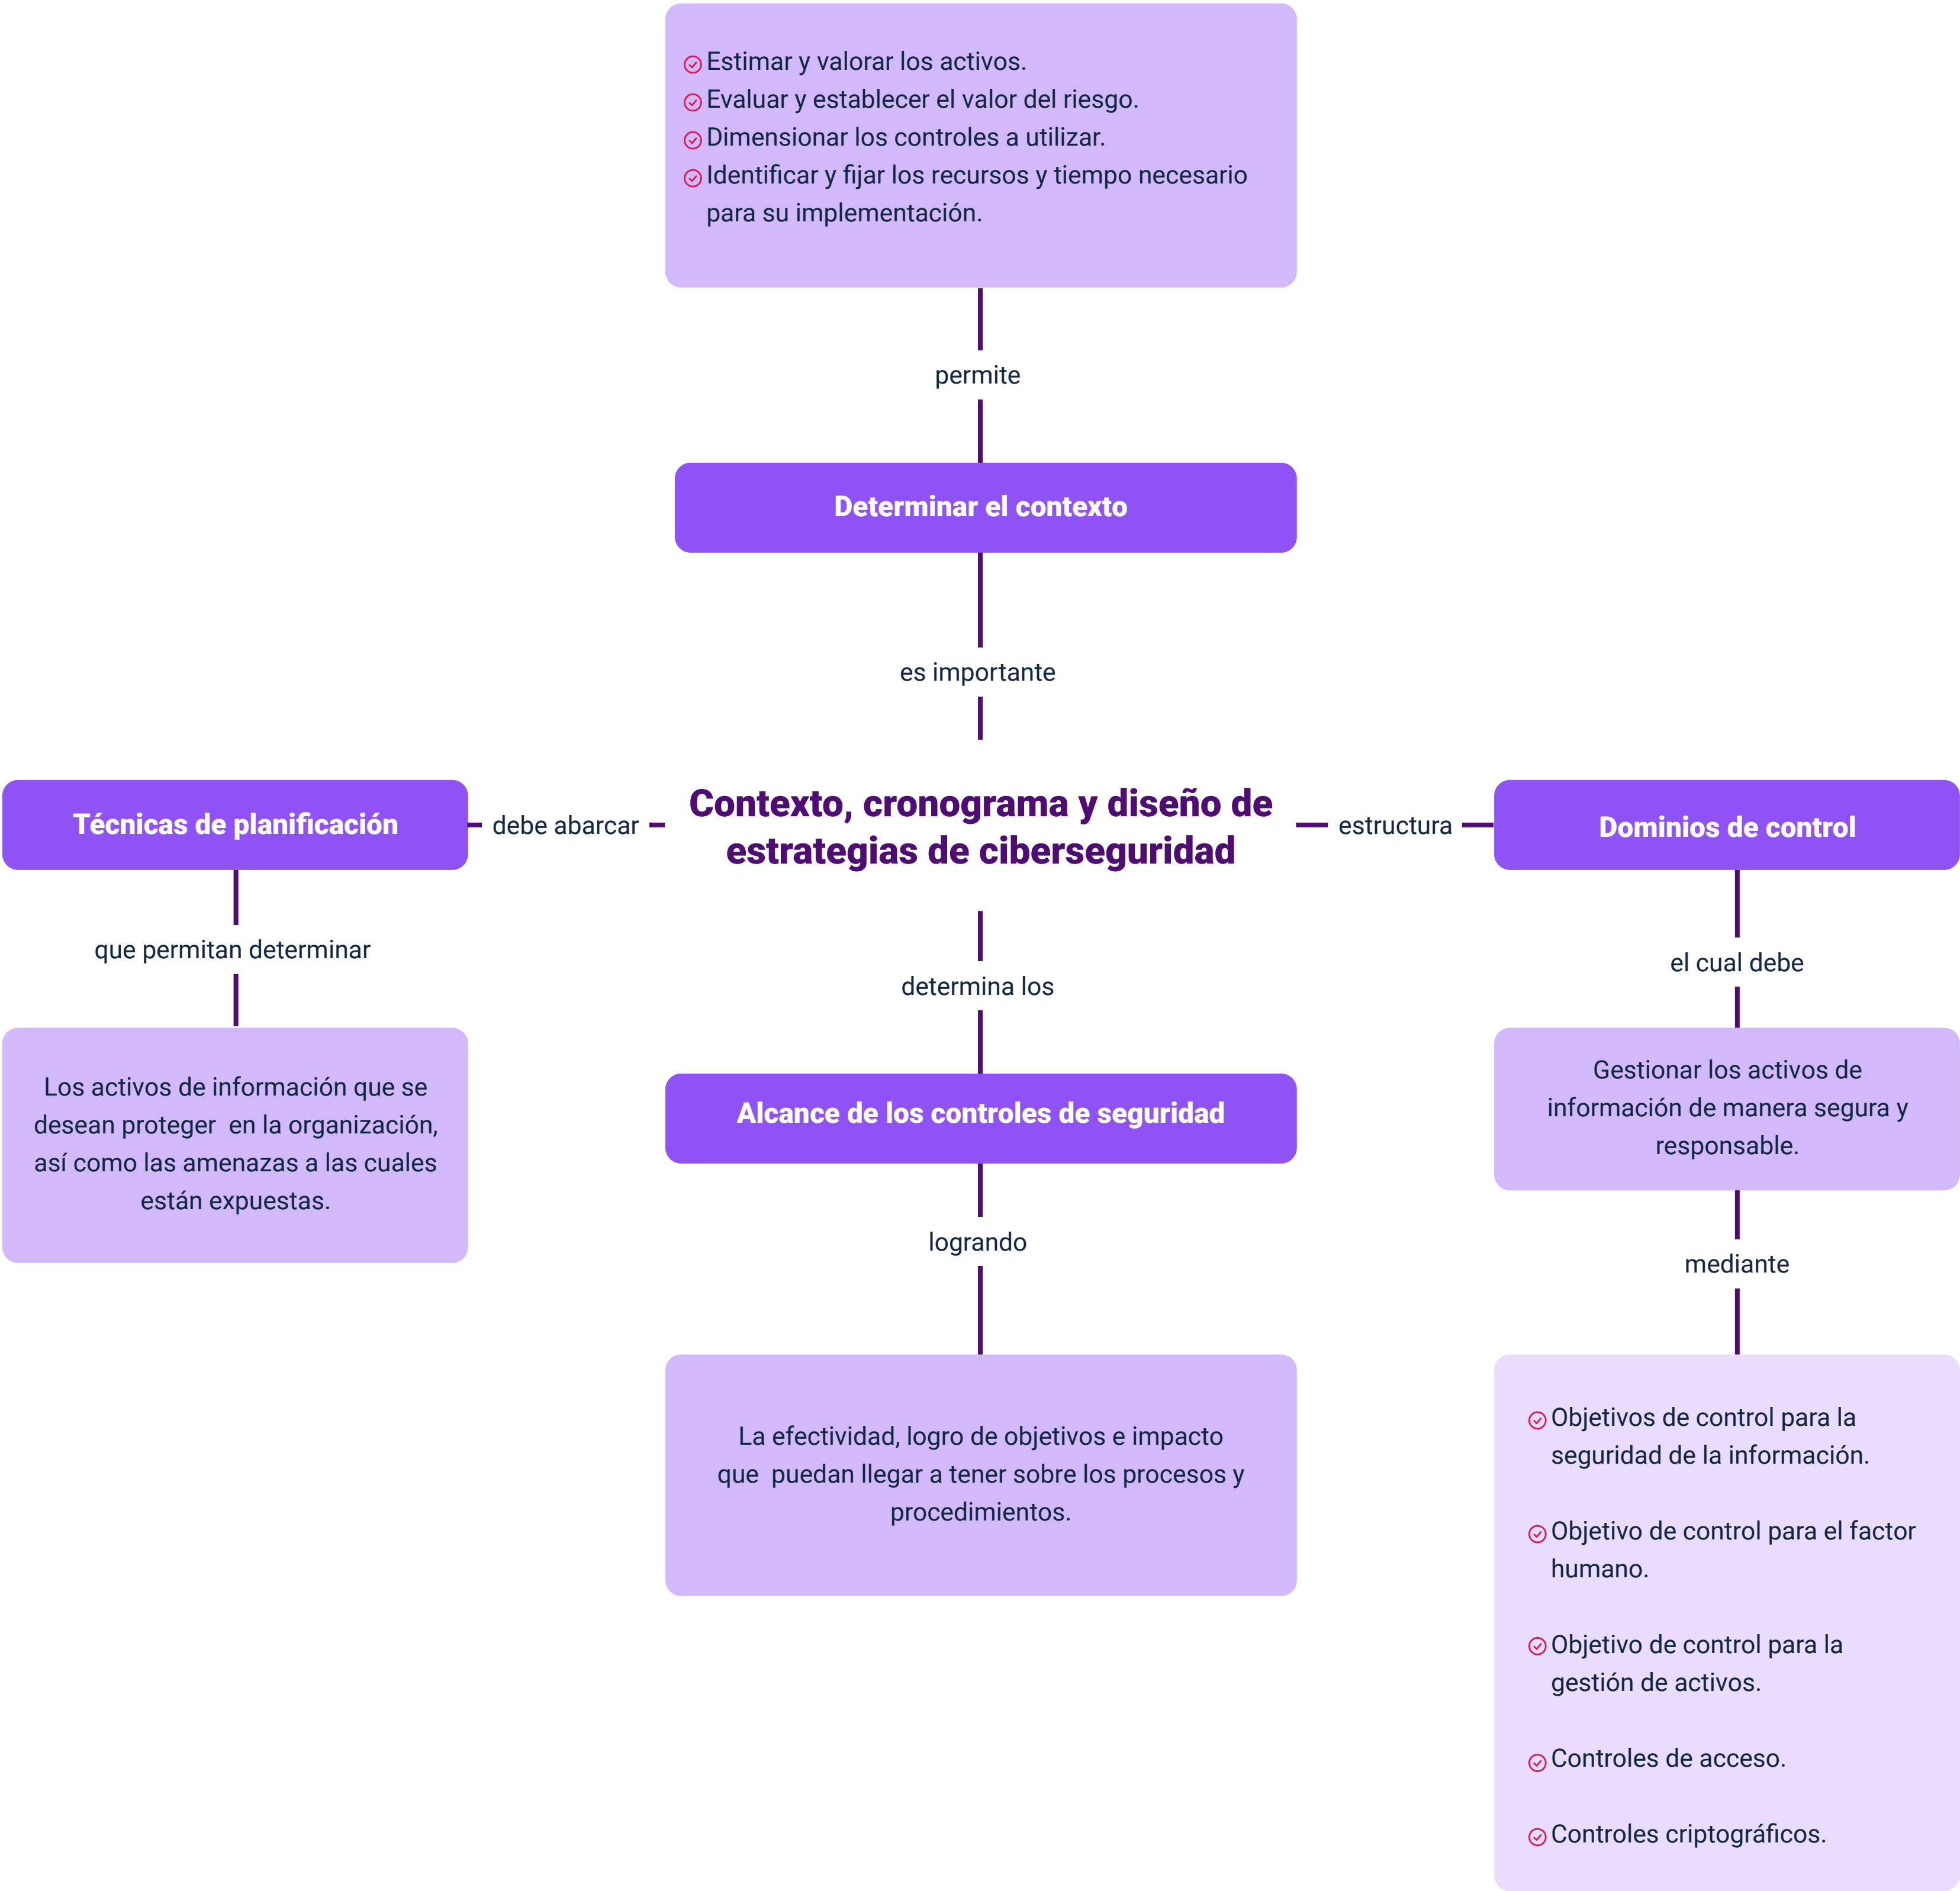 Estimar y valorar los activos.
Evaluar y establecer el valor del riesgo.
Dimensionar los controles a utilizar.
Identificar y fijar los recursos y tiempo necesario
para su implementación.
permite
Determinar el contexto
es importante
Contexto, cronograma y diseño de
estrategias de ciberseguridad
debe abarcar
Técnicas de planificación
que permitan determinar
Los activos de información que se
desean proteger  en la organización,
así como las amenazas a las cuales
están expuestas.
determina los
Alcance de los controles de seguridad
logrando
La efectividad, logro de objetivos e impacto
que  puedan llegar a tener sobre los procesos y
procedimientos.
estructura
Dominios de control
el cual debe
Gestionar los activos de
información de manera segura y
responsable.
mediante
Objetivos de control para la
seguridad de la información.
Objetivo de control para el factor
humano.
Objetivo de control para la
gestión de activos.
Controles de acceso.
Controles criptográficos.